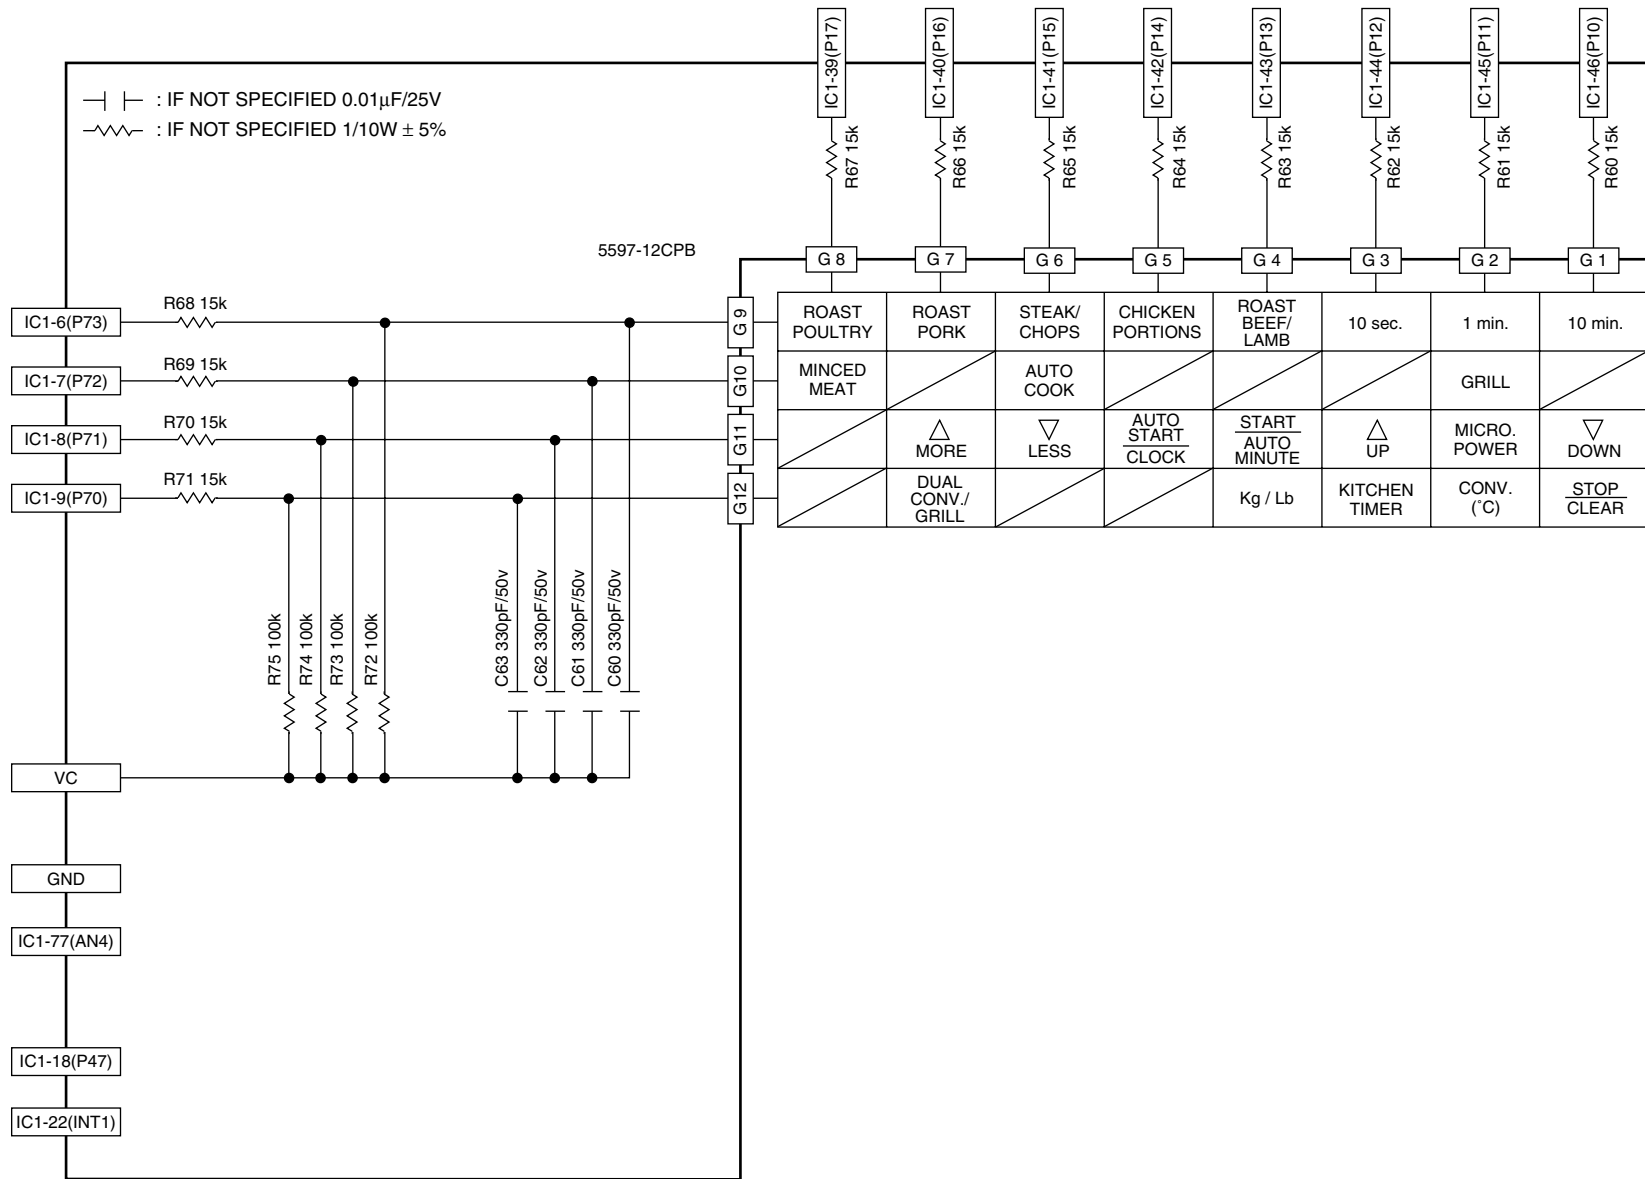 IC1-39(P17)
IC1-40(P16)
IC1-41(P15)
IC1-42(P14)
IC1-43(P13)
IC1-44(P12)
IC1-45(P11)
IC1-46(P10)
: IF NOT SPECIFIED 0.01µF/25V
: IF NOT SPECIFIED 1/10W ± 5%
R67 15k
R66 15k
R65 15k
R64 15k
R63 15k
R62 15k
R61 15k
R60 15k
5597-12CPB
G 8
G 7
G 6
G 5
G 4
G 3
G 2
G 1
IC1-6(P73)
R68 15k
G 9
ROAST
POULTRY
ROAST
PORK
STEAK/
CHOPS
CHICKEN
PORTIONS
ROAST
BEEF/
LAMB
10 sec.
1 min.
10 min.
IC1-7(P72)
R69 15k
G10
MINCED
MEAT
AUTO
COOK
GRILL
IC1-8(P71)
R70 15k
G11
MORE
LESS
AUTO
START
CLOCK
START
AUTO
MINUTE
UP
MICRO.
POWER
DOWN
IC1-9(P70)
R71 15k
G12
DUAL
CONV./
GRILL
Kg / Lb
KITCHEN
TIMER
CONV.
(˚C)
STOP
CLEAR
R75 100k
R74 100k
R73 100k
R72 100k
C63 330pF/50v
C62 330pF/50v
C61 330pF/50v
C60 330pF/50v
VC
GND
IC1-77(AN4)
IC1-18(P47)
IC1-22(INT1)